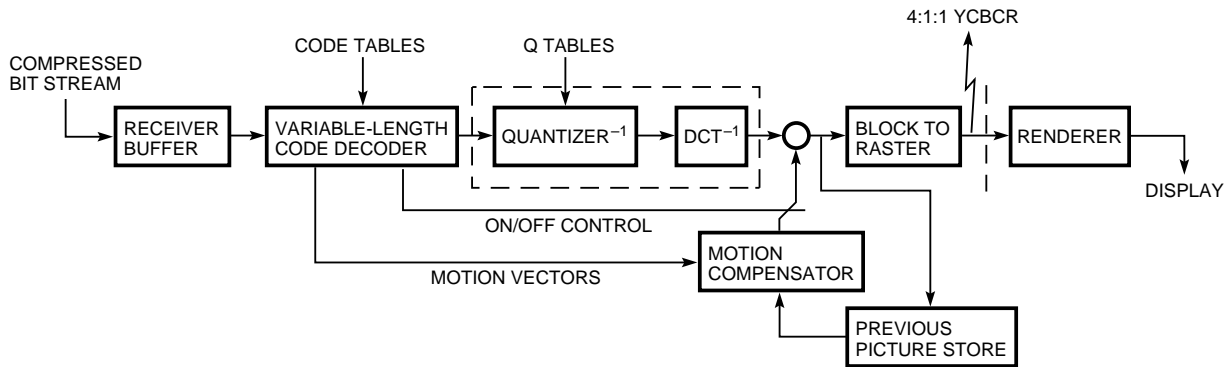 4:1:1 YCBCR
CODE TABLES
Q TABLES
COMPRESSED
BIT STREAM
RECEIVER
BUFFER
VARIABLE-LENGTH
CODE DECODER
QUANTIZER⁻¹
DCT⁻¹
BLOCK TO
RASTER
RENDERER
DISPLAY
ON/OFF CONTROL
MOTION VECTORS
MOTION
COMPENSATOR
PREVIOUS
PICTURE STORE